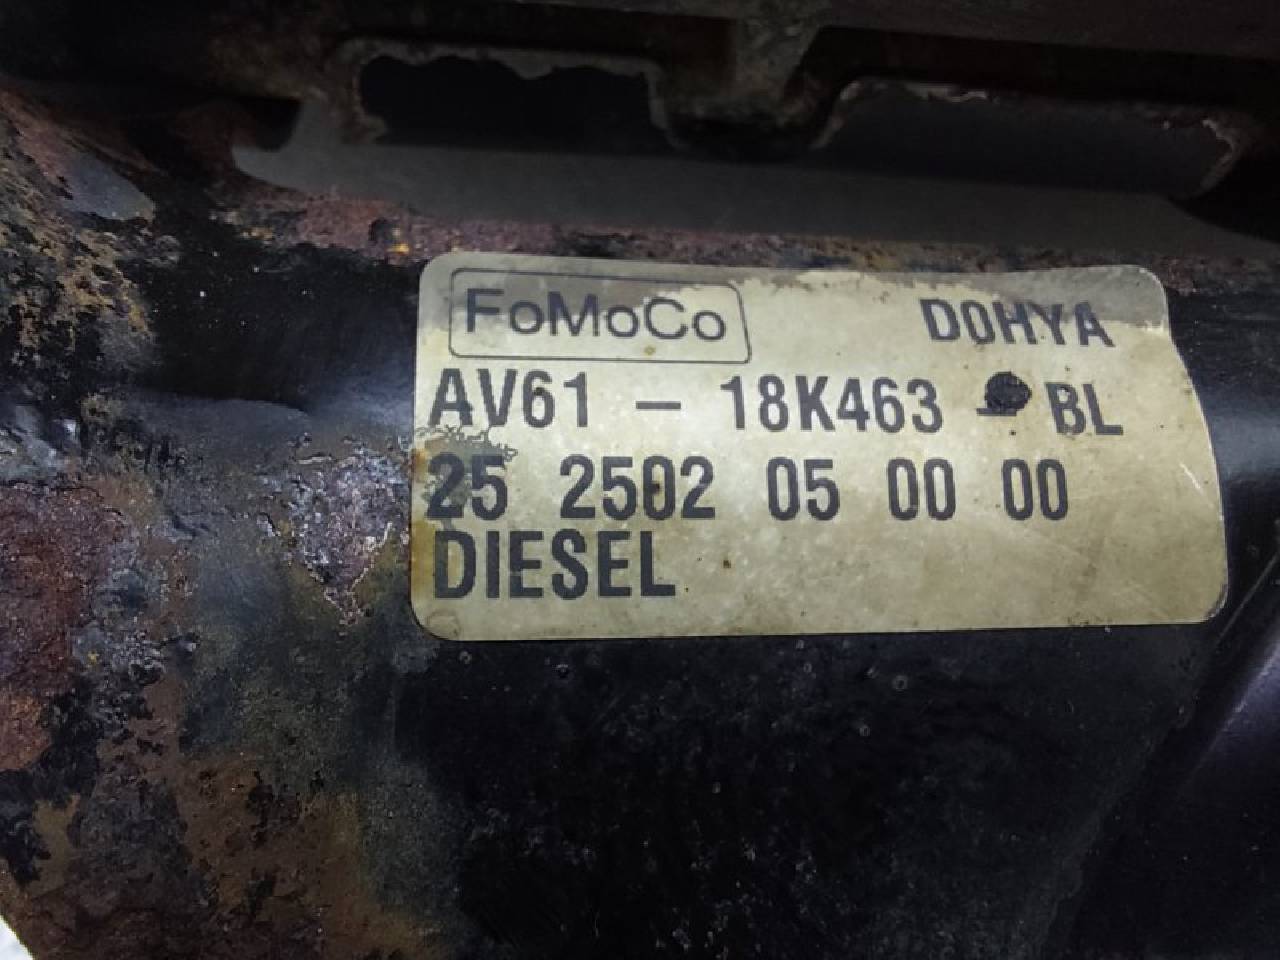 FoMoCo DOHYA
AV61 - 18K463 - BL
25 2502 05 00 00
DIESEL